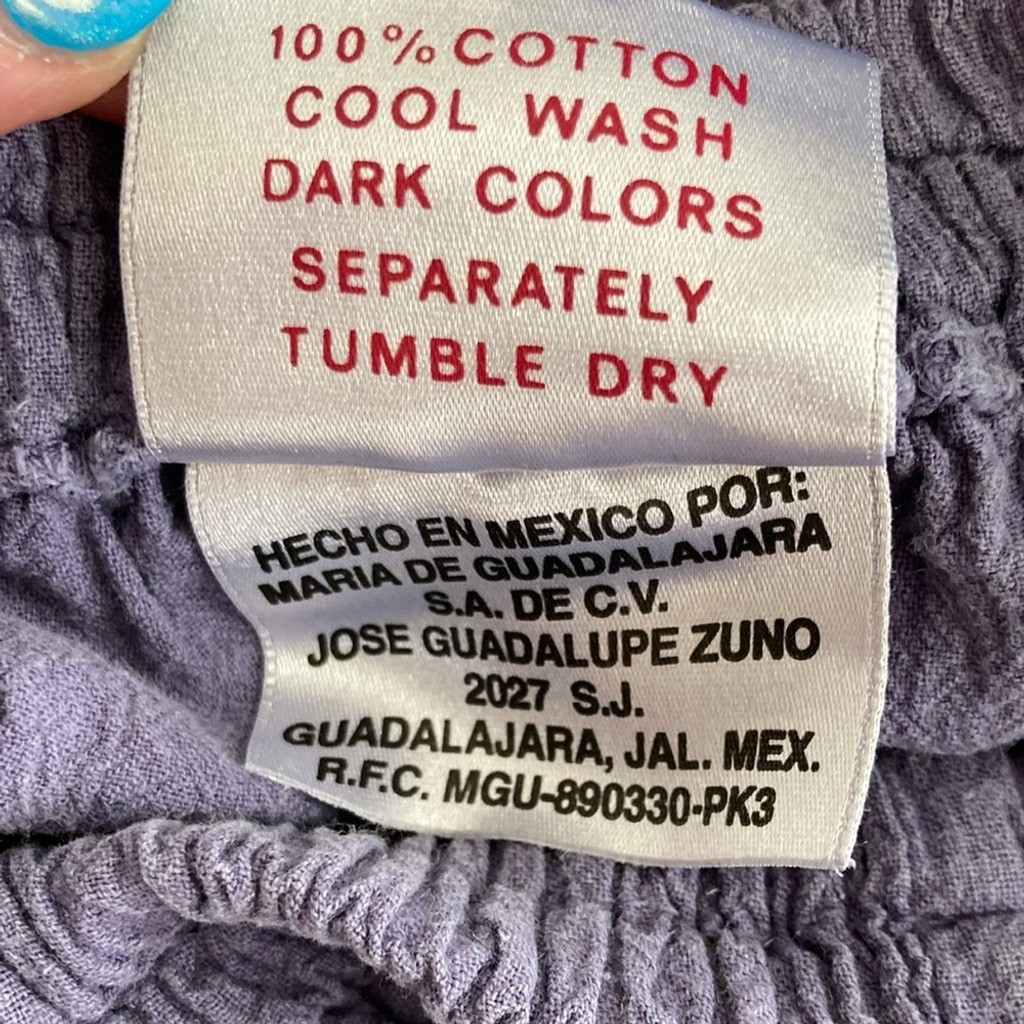 100% COTTON
COOL WASH
DARK COLORS
SEPARATELY
TUMBLE DRY
HECHO EN MEXICO POR:
MARIA DE GUADALAJARA
S.A. DE C.V.
JOSE GUADALUPE ZUNO
2027 S.J.
GUADALAJARA, JAL. MEX.
R.F.C. MGU-890330-PK3